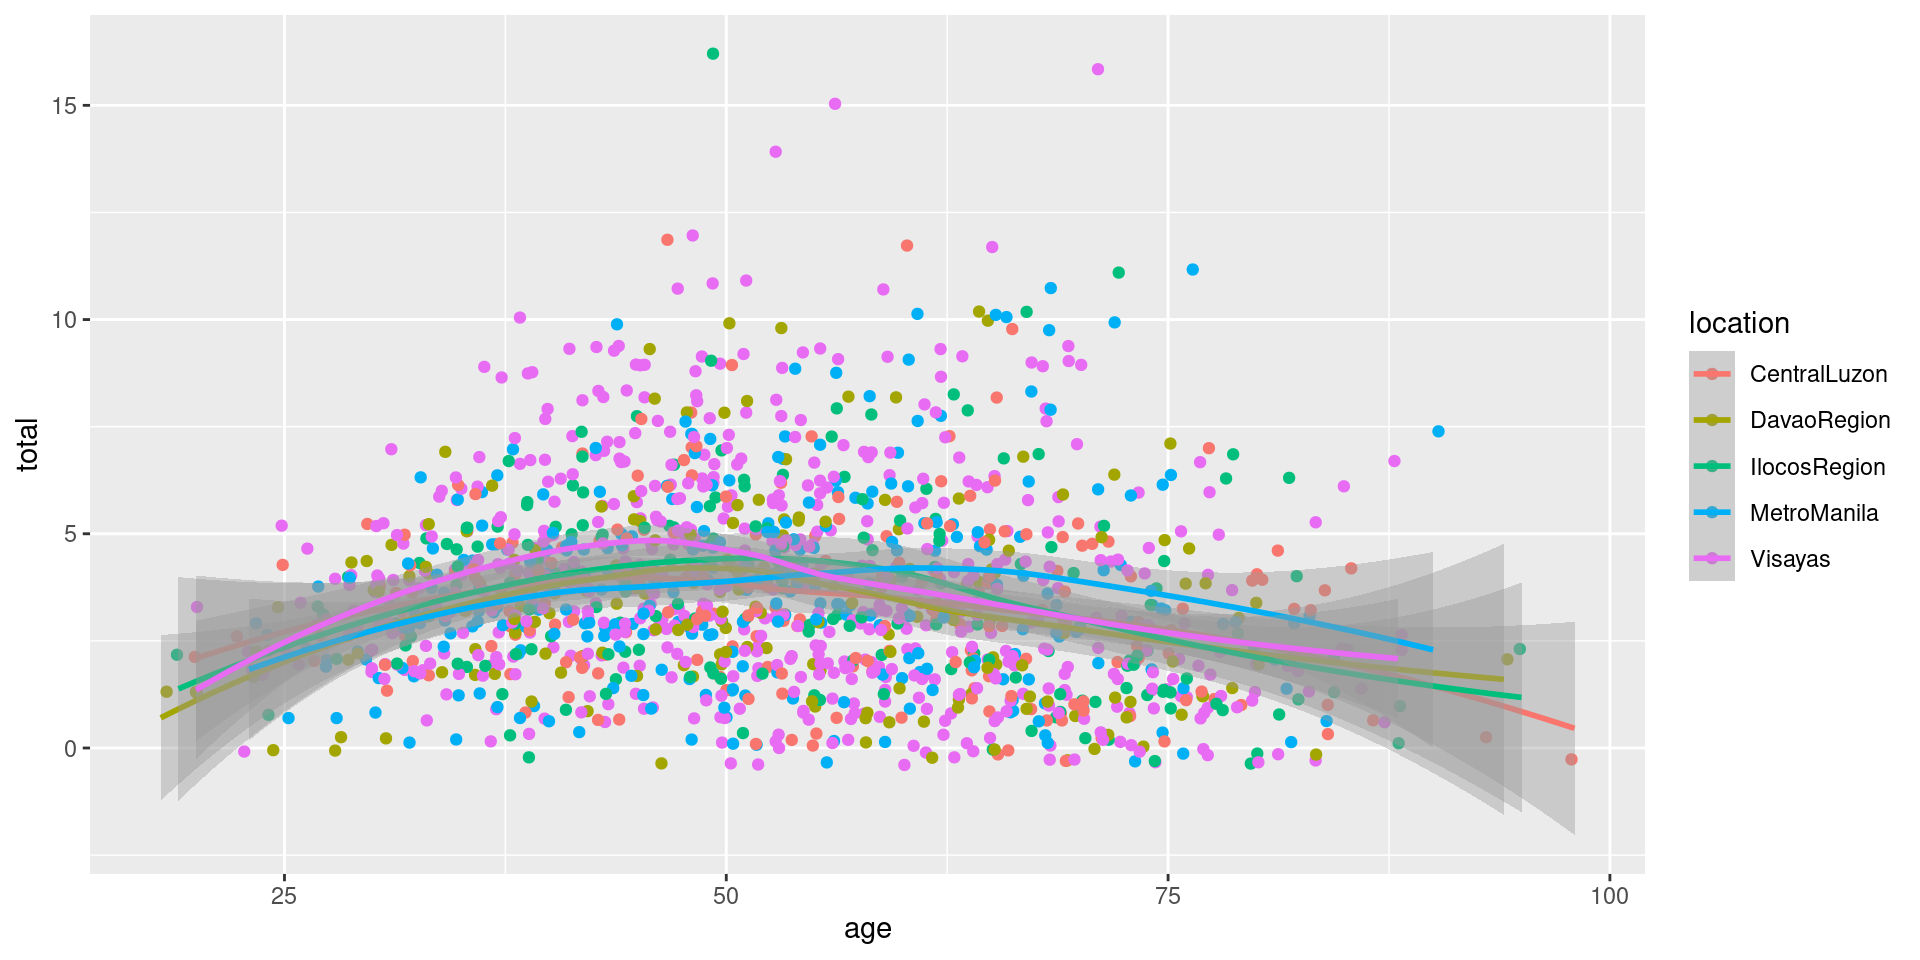 total
15
10
5
0
25
50
75
100
age
location
CentralLuzon
DavaoRegion
IlocosRegion
MetroManila
Visayas